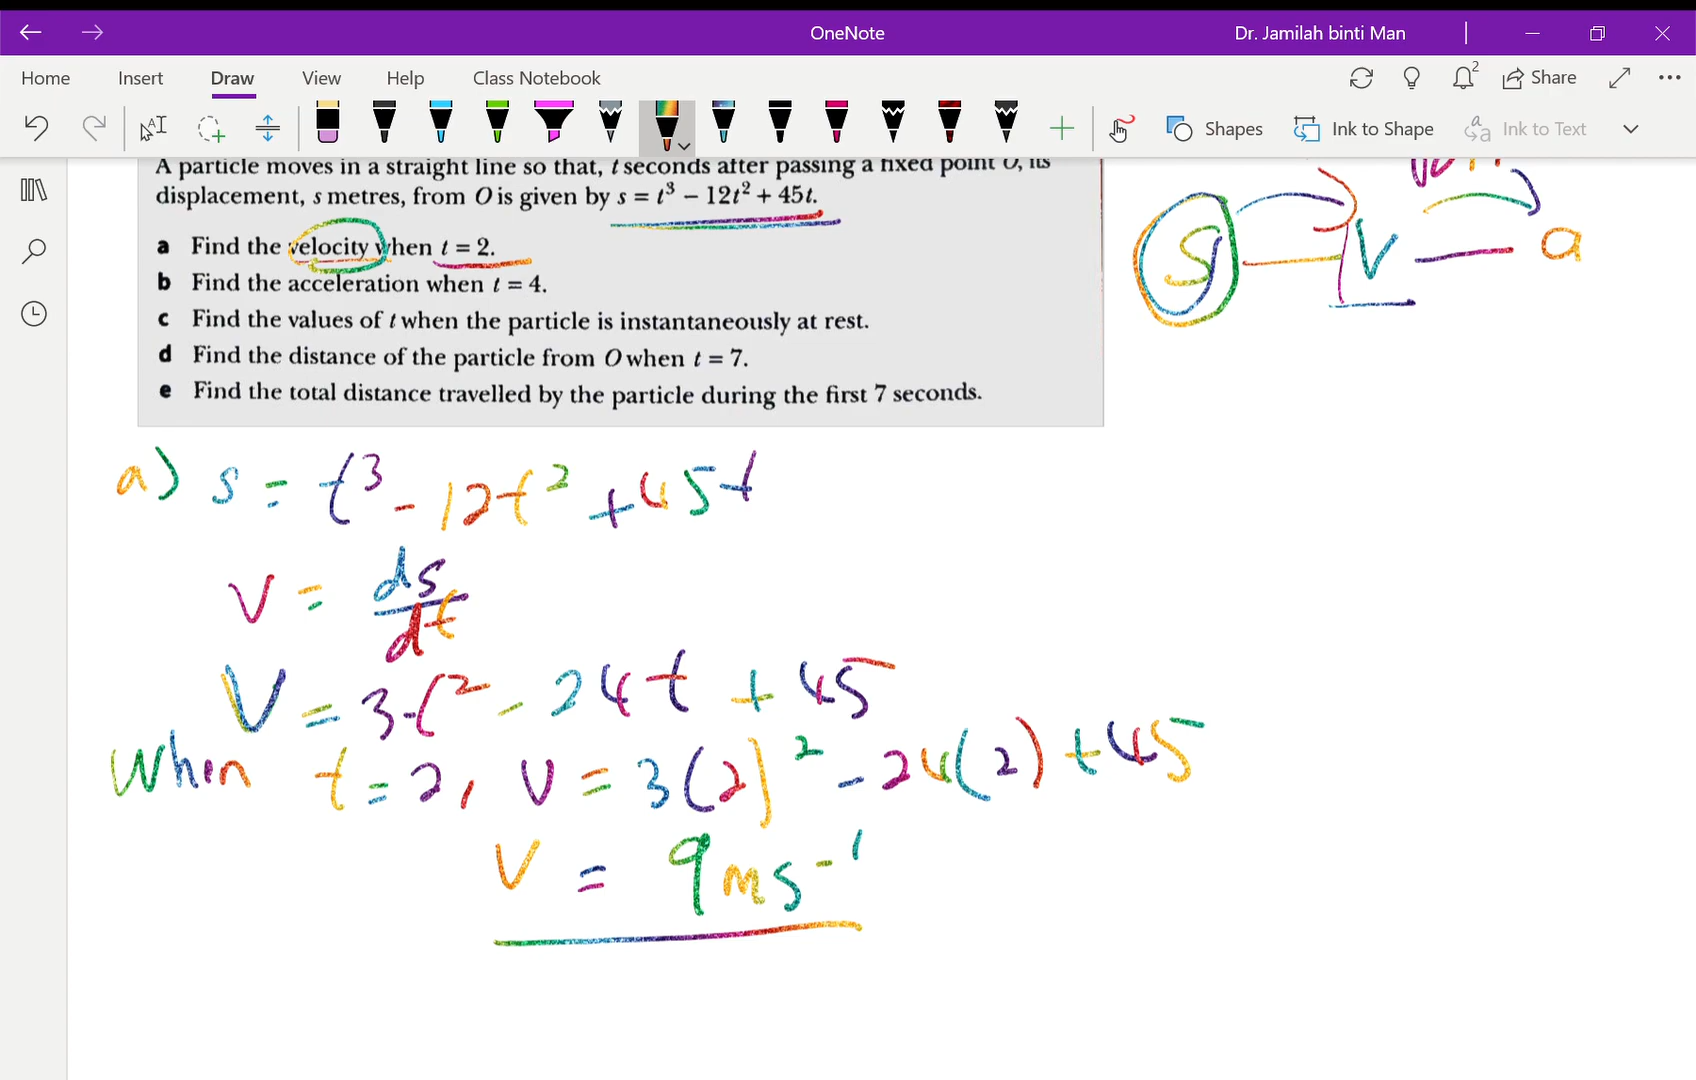 OneNote
Dr. Jamilah binti Man
Home Insert Draw View Help Class Notebook
2
Share
Shapes
Ink to Shape
Ink to Text
A particle moves in a straight line so that, t seconds after passing a fixed point O, its
displacement, s metres, from O is given by s = t³ − 12t² + 45t.
a Find the velocity when t = 2.
b Find the acceleration when t = 4.
c Find the values of t when the particle is instantaneously at rest.
d Find the distance of the particle from O when t = 7.
e Find the total distance travelled by the particle during the first 7 seconds.
S — V — a
a) s = t³ - 12t² + 45t
V = ds/dt
V = 3t² - 24t + 45
When t = 2, V = 3(2)² - 24(2) + 45
V = 9ms⁻¹